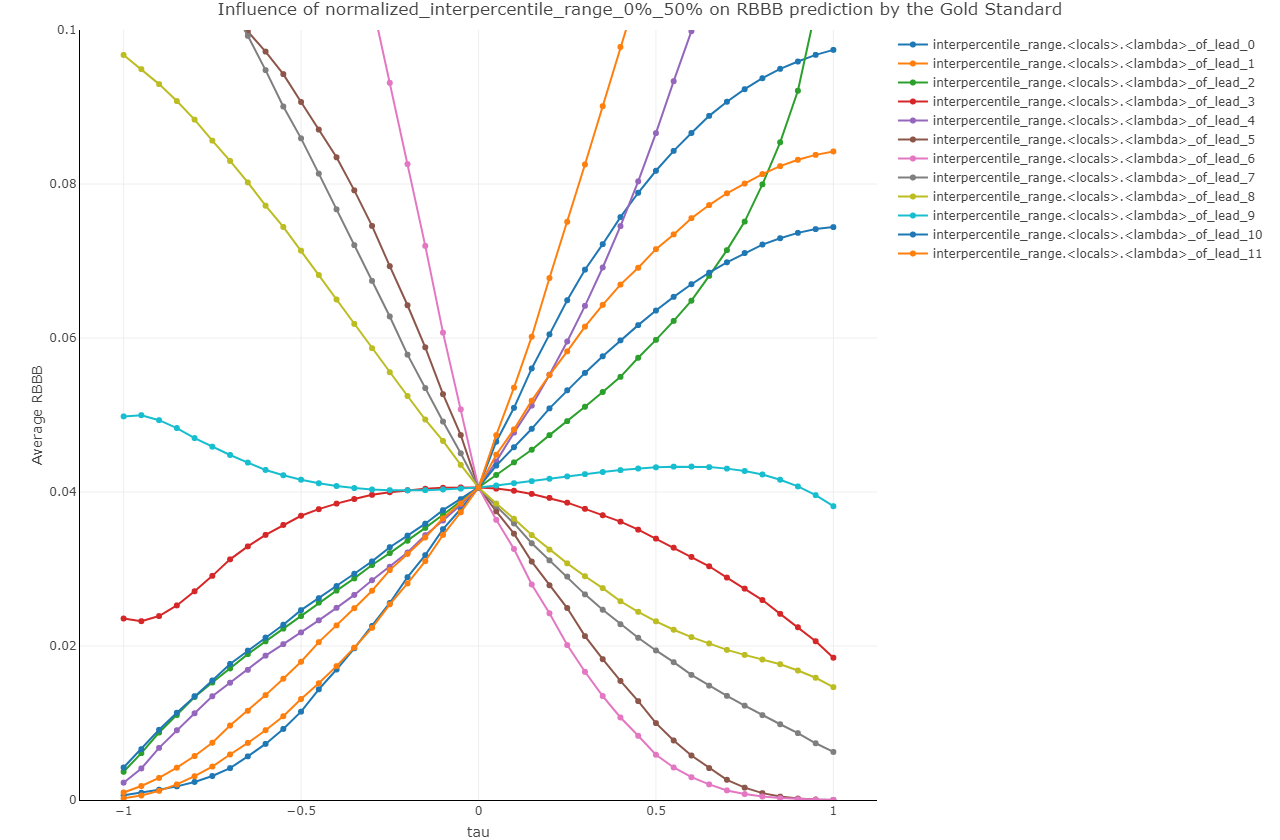 Influence of normalized_interpercentile_range_0%_50% on RBBB prediction by the Gold Standard
interpercentile_range.<locals>.<lambda>_of_lead_0
interpercentile_range.<locals>.<lambda>_of_lead_1
interpercentile_range.<locals>.<lambda>_of_lead_2
interpercentile_range.<locals>.<lambda>_of_lead_3
interpercentile_range.<locals>.<lambda>_of_lead_4
interpercentile_range.<locals>.<lambda>_of_lead_5
interpercentile_range.<locals>.<lambda>_of_lead_6
interpercentile_range.<locals>.<lambda>_of_lead_7
interpercentile_range.<locals>.<lambda>_of_lead_8
interpercentile_range.<locals>.<lambda>_of_lead_9
interpercentile_range.<locals>.<lambda>_of_lead_10
interpercentile_range.<locals>.<lambda>_of_lead_11
0.1
0.08
0.06
0.04
0.02
0
Average RBBB
−1
−0.5
0
0.5
1
tau